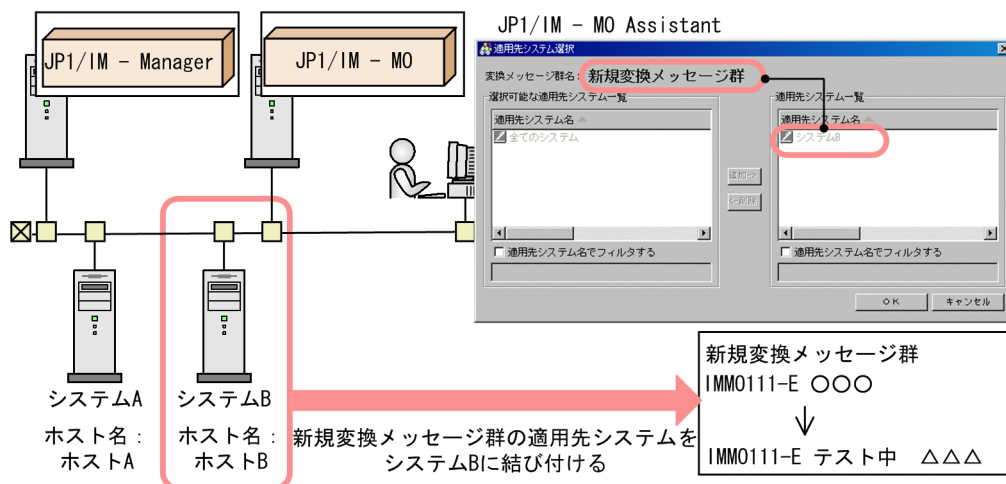 JP1/IM - Manager
JP1/IM - MO
JP1/IM - MO Assistant
適用先システム選択
変換メッセージ群名: 新規変換メッセージ群
選択可能な適用先システム一覧
適用先システム名
全てのシステム
適用先システム名でフィルタする
追加->
<-削除
適用先システム一覧
適用先システム名
システムB
適用先システム名でフィルタする
OK
キャンセル
システムA
ホスト名:
ホストA
システムB
ホスト名:
ホストB
新規変換メッセージ群の適用先システムを
システムBに結び付ける
新規変換メッセージ群
IMM0111-E ○○○
↓
IMM0111-E テスト中 △△△